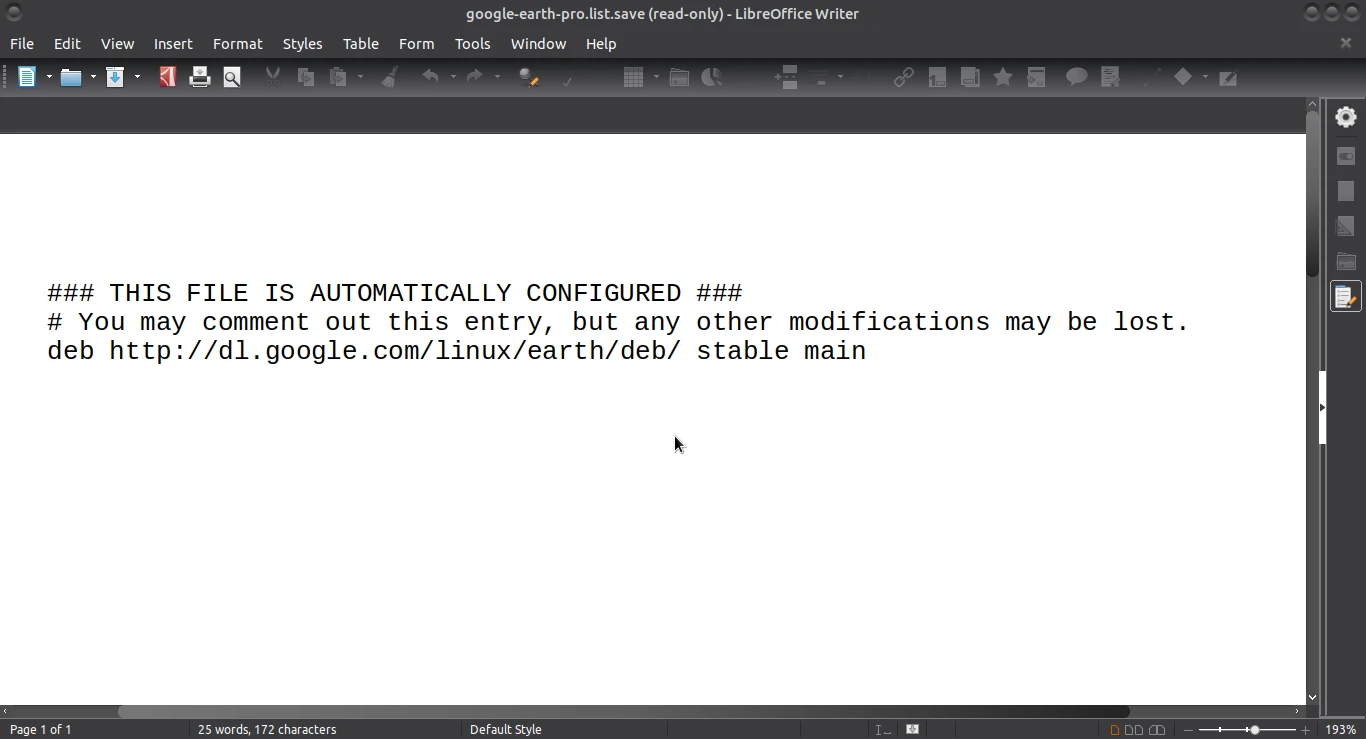 google-earth-pro.list.save (read-only) - LibreOffice Writer
File Edit View Insert Format Styles Table Form Tools Window Help
### THIS FILE IS AUTOMATICALLY CONFIGURED ###
# You may comment out this entry, but any other modifications may be lost.
deb http://dl.google.com/linux/earth/deb/ stable main
Page 1 of 1 25 words, 172 characters Default Style 193%